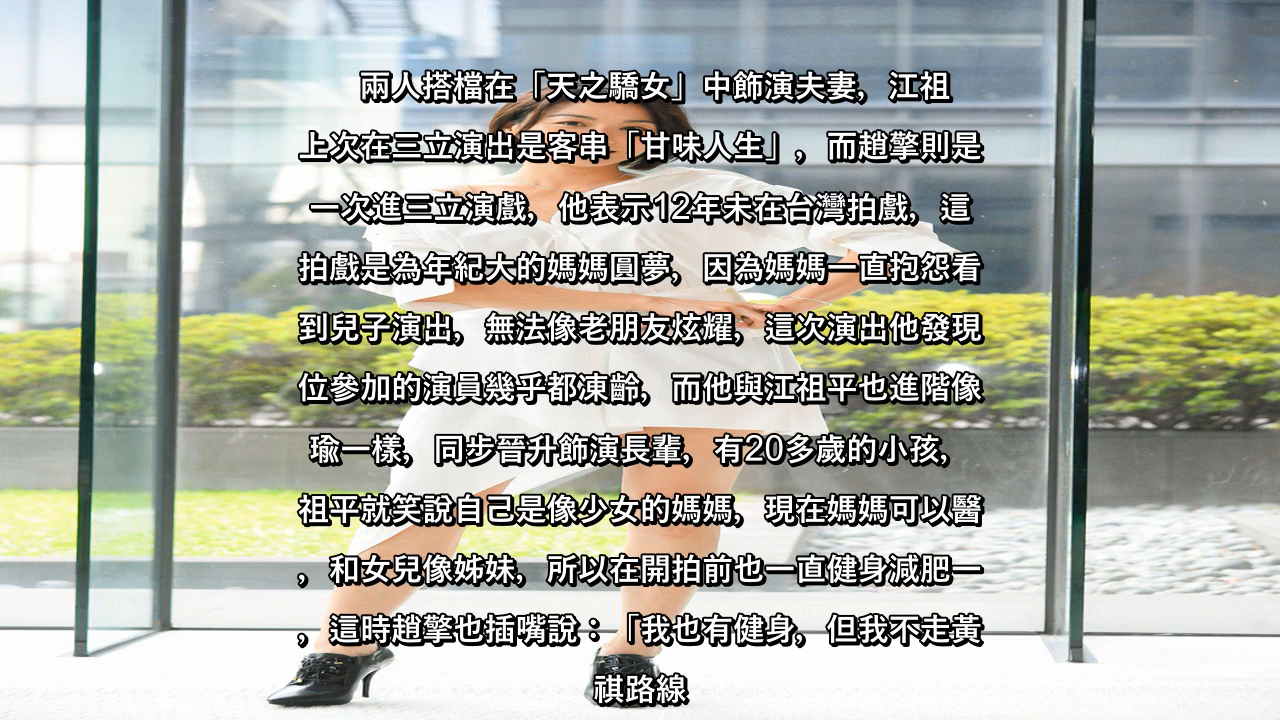 兩人搭檔在「天之驕女」中飾演夫妻，江祖
上次在三立演出是客串「甘味人生」，而趙擎則是
一次進三立演戲，他表示12年未在台灣拍戲，這
拍戲是為年紀大的媽媽圓夢，因為媽媽一直抱怨看
到兒子演出，無法像老朋友炫耀，這次演出他發現
位參加的演員幾乎都凍齡，而他與江祖平也進階像
瑜一樣，同步晉升飾演長輩，有20多歲的小孩，
祖平就笑說自己是像少女的媽媽，現在媽媽可以醫
，和女兒像姊妹，所以在開拍前也一直健身減肥一
，這時趙擎也插嘴說：「我也有健身，但我不走黃
祺路線